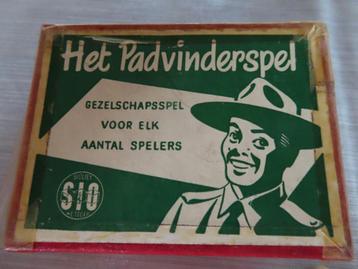 Het Padvinderspel
GEZELSCHAPSSPEL
VOOR ELK
AANTAL SPELERS
SIO